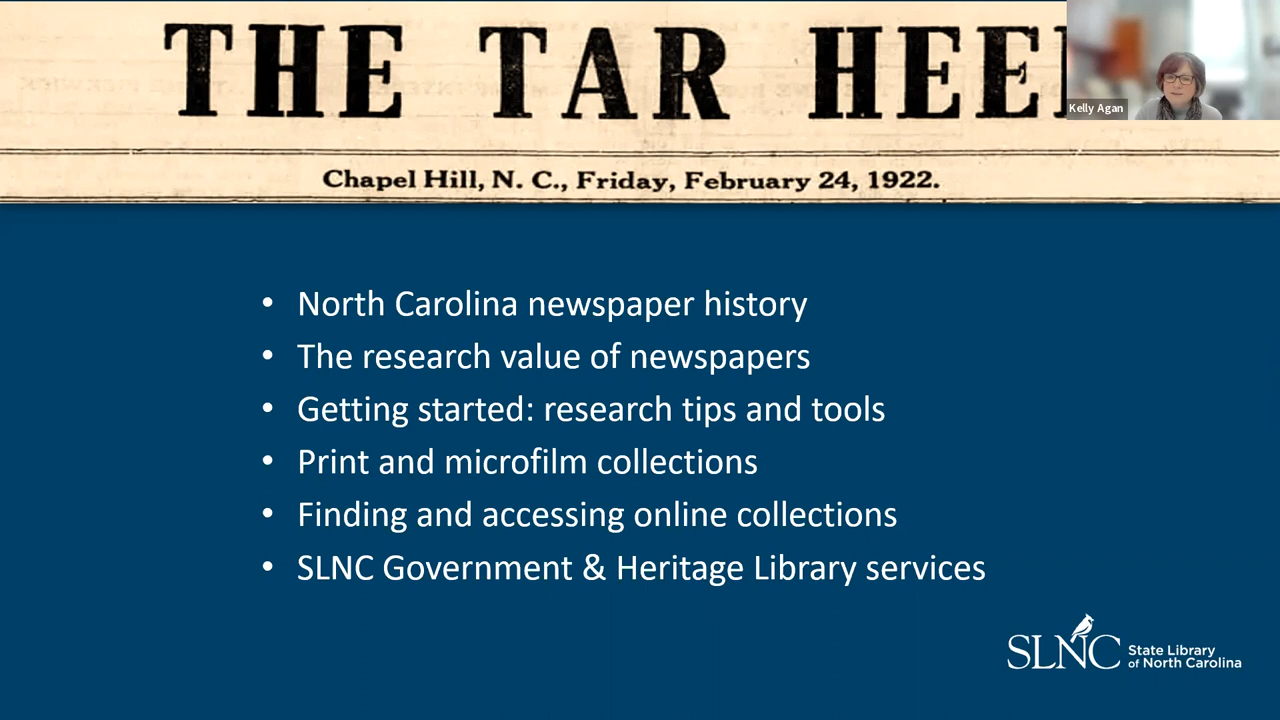 THE TAR HEE
Kelly Agan
Chapel Hill, N. C., Friday, February 24, 1922.
• North Carolina newspaper history
• The research value of newspapers
• Getting started: research tips and tools
• Print and microfilm collections
• Finding and accessing online collections
• SLNC Government & Heritage Library services
SLNC State Library
of North Carolina